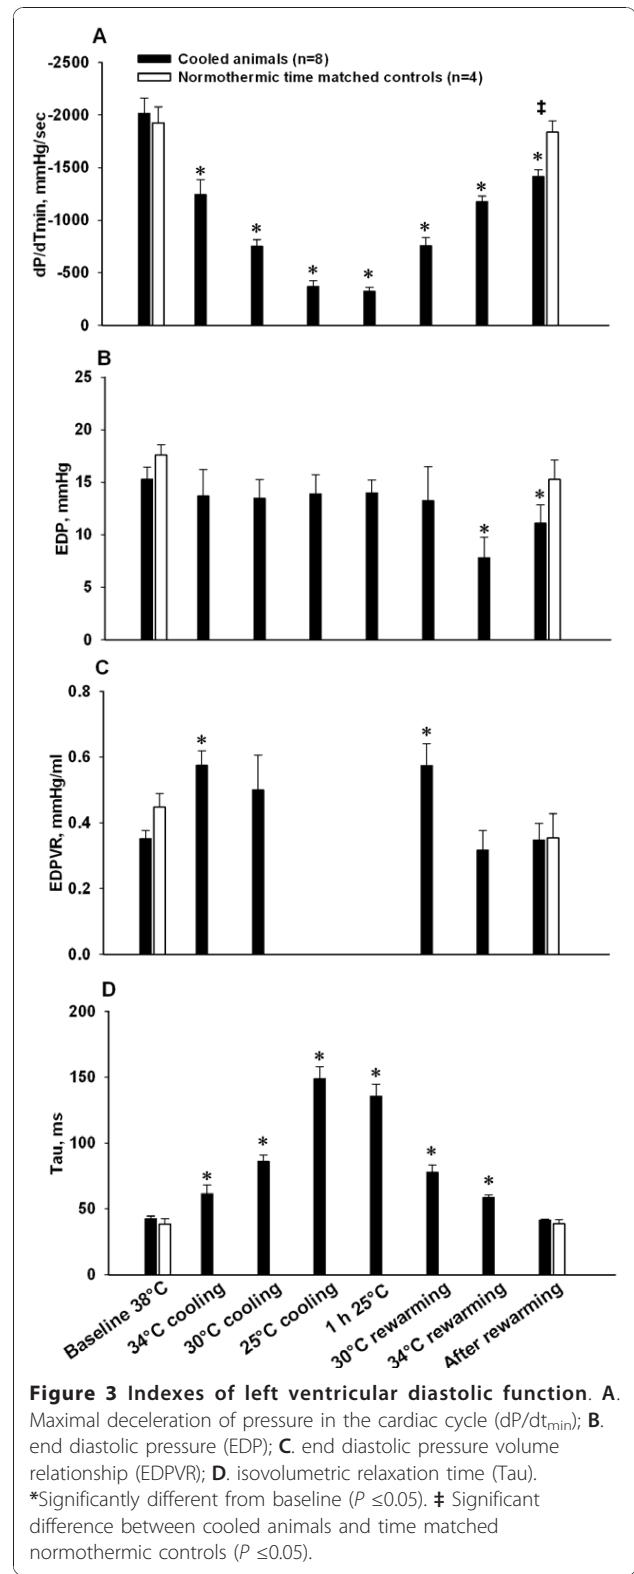 A
Cooled animals (n=8)
Normothermic time matched controls (n=4)
-2500
-2000
-1500
-1000
-500
0
dP/dTmin, mmHg/sec
* * * * * * * ‡
B
25
20
15
10
5
0
EDP, mmHg
* *
C
0.8
0.6
0.4
0.2
0.0
EDPVR, mmHg/ml
* *
D
200
150
100
50
0
Tau, ms
* * * * * *
Baseline 38°C
34°C cooling
30°C cooling
25°C cooling
1 h 25°C
30°C rewarming
34°C rewarming
After rewarming
Figure 3 Indexes of left ventricular diastolic function. A.
Maximal deceleration of pressure in the cardiac cycle (dP/dtmin); B.
end diastolic pressure (EDP); C. end diastolic pressure volume
relationship (EDPVR); D. isovolumetric relaxation time (Tau).
*Significantly different from baseline (P ≤0.05). ‡ Significant
difference between cooled animals and time matched
normothermic controls (P ≤0.05).